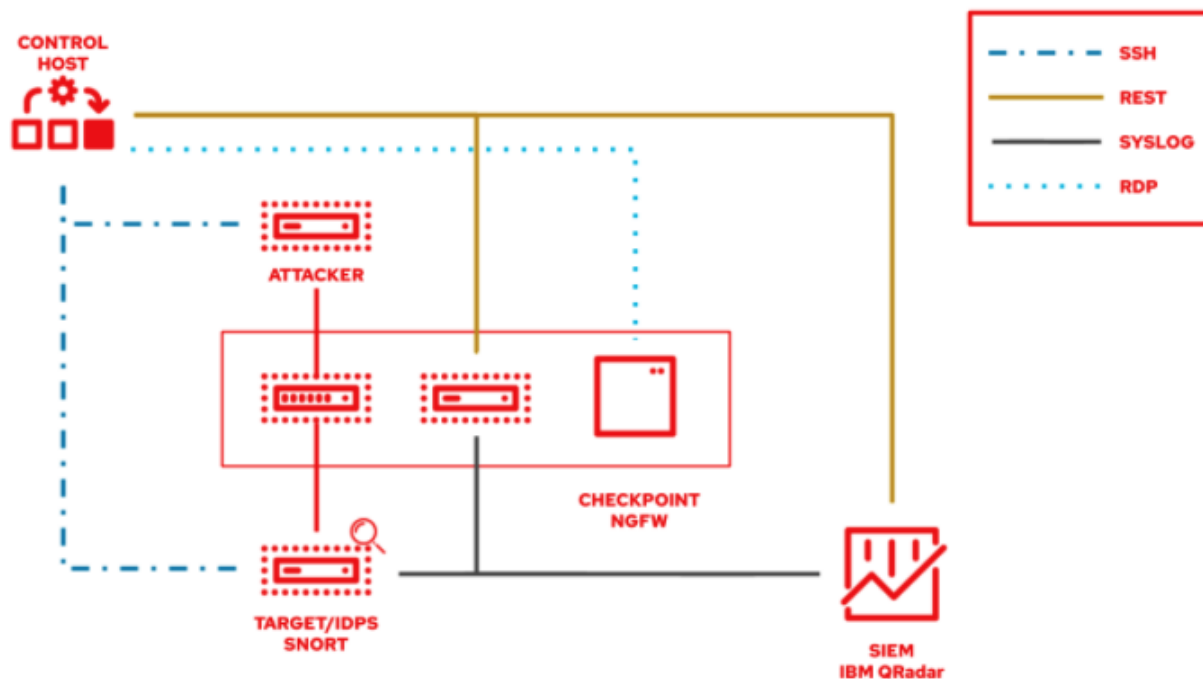 CONTROL
HOST
SSH
REST
SYSLOG
RDP
ATTACKER
CHECKPOINT
NGFW
TARGET/IDPS
SNORT
SIEM
IBM QRadar